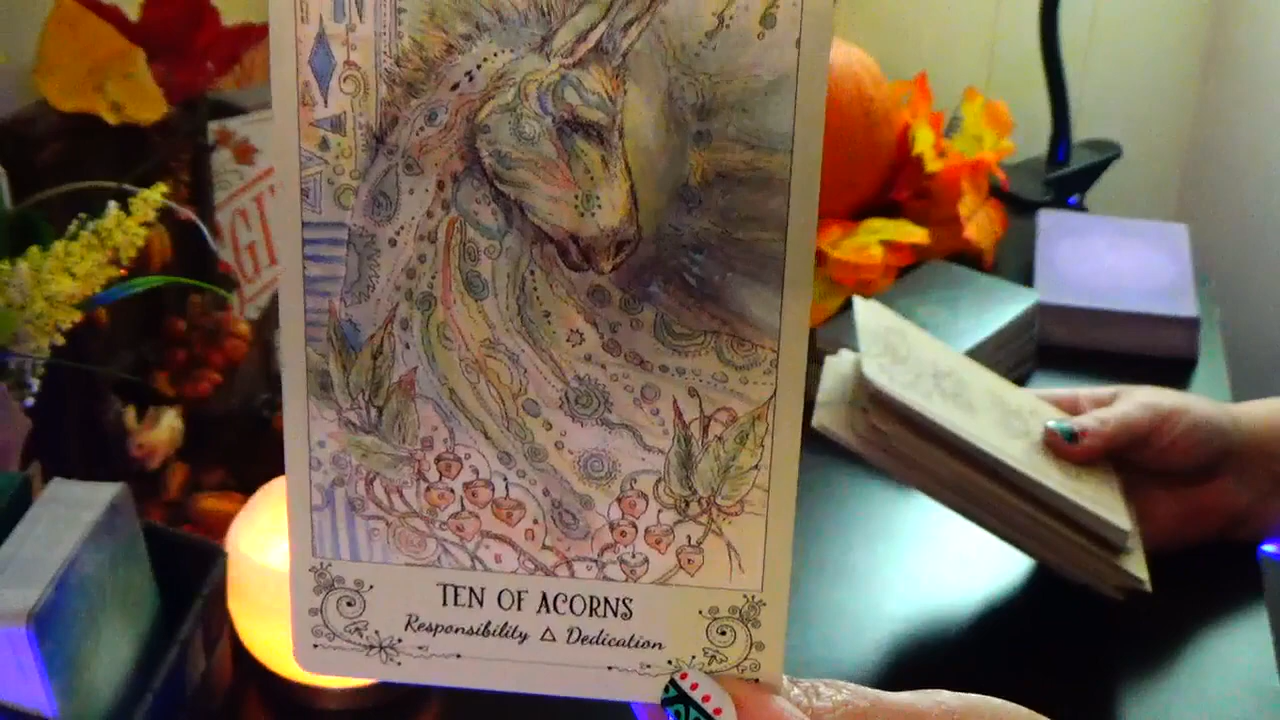 TEN OF ACORNS
Responsibility △ Dedication